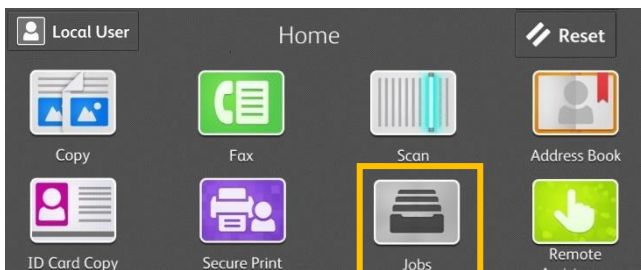 Local User
Home
Reset
Copy
Fax
Scan
Address Book
ID Card Copy
Secure Print
Jobs
Remote